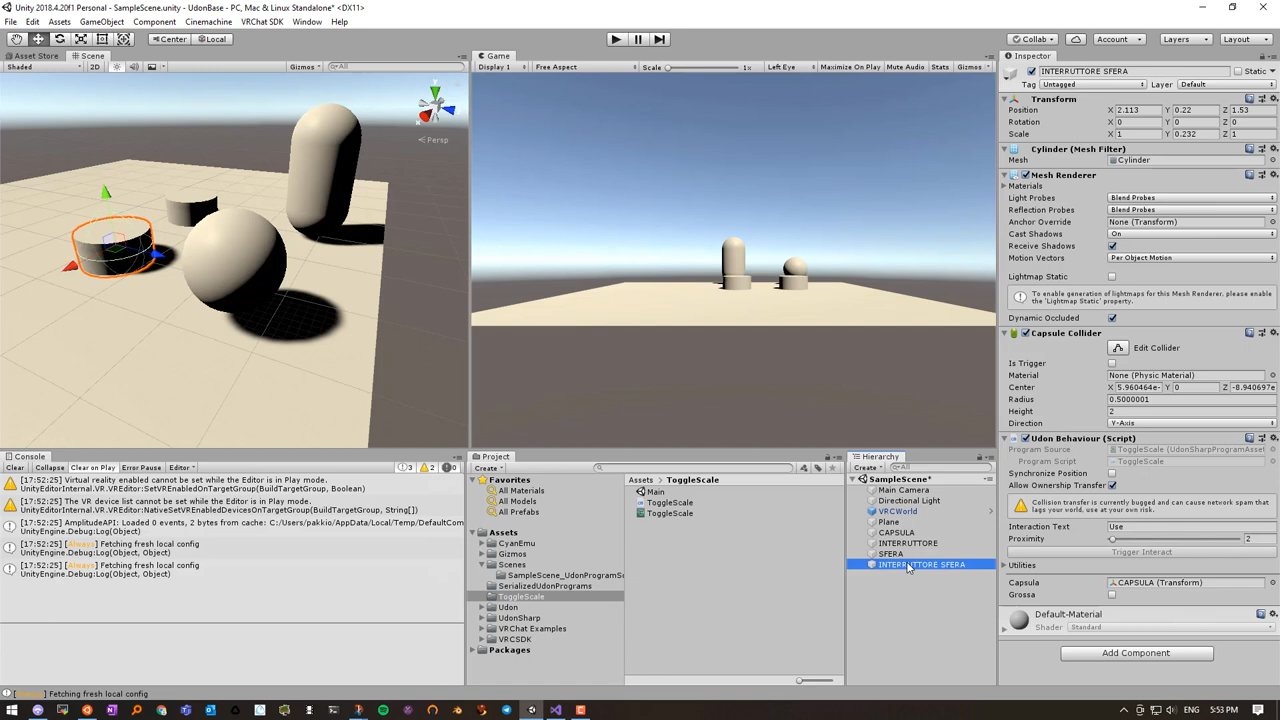 Unity 2018.4.20f1 Personal - SampleScene.unity - UdonBase - PC, Mac & Linux Standalone* <DX11>
File Edit Assets GameObject Component Cinemachine VRChat SDK Window Help
Center Local Collab Account Layers Layout
Asset Store Scene
Shaded 2D Gizmos All
Persp
Game
Display 1 Free Aspect Scale 1x Left Eye Maximize On Play Mute Audio Stats Gizmos
Inspector
INTERRUTTORE SFERA Static
Tag Untagged Layer Default
Transform
Position X 2.113 Y 0.22 Z 1.53
Rotation X 0 Y 0 Z 0
Scale X 1 Y 0.232 Z 1
Cylinder (Mesh Filter)
Mesh Cylinder
Mesh Renderer
Materials
Light Probes Blend Probes
Reflection Probes Blend Probes
Anchor Override None (Transform)
Cast Shadows On
Receive Shadows
Motion Vectors Per Object Motion
Lightmap Static
To enable generation of lightmaps for this Mesh Renderer, please enable the 'Lightmap Static' property.
Dynamic Occluded
Capsule Collider
Edit Collider
Is Trigger
Material None (Physic Material)
Center X 5.960464e- Y 0 Z -8.940697e
Radius 0.5000001
Height 2
Direction Y-Axis
Udon Behaviour (Script)
Program Source ToggleScale (UdonSharpProgramAsset
Program Script ToggleScale
Synchronize Position
Allow Ownership Transfer
Collision transfer is currently bugged and can cause network spam that lags your world, use at your own risk.
Interaction Text Use
Proximity 2
Trigger Interact
Utilities
Capsula CAPSULA (Transform)
Grossa
Default-Material
Shader Standard
Add Component
Console
Clear Collapse Clear on Play Error Pause Editor 3 2 0
[17:52:25] Virtual reality enabled cannot be set while the Editor is in Play mode.
UnityEditorInternal.VR.VREditor:SetVREnabledOnTargetGroup(BuildTargetGroup, Boolean)
[17:52:25] The VR device list cannot be set while the Editor is in Play mode.
UnityEditorInternal.VR.VREditor:NativeSetVREnabledDevicesOnTargetGroup(BuildTargetGroup, String[])
[17:52:25] AmplitudeAPI: Loaded 0 events, 2 bytes from cache: C:/Users/pakkio/AppData/Local/Temp/DefaultCom
UnityEngine.Debug:Log(Object)
[17:52:25] [Always] Fetching fresh local config
UnityEngine.Debug:Log(Object, Object)
[17:52:25] [Always] Fetching fresh local config
UnityEngine.Debug:Log(Object, Object)
Project
Create
Favorites
All Materials
All Models
All Prefabs
Assets
CyanEmu
Gizmos
Scenes
SampleScene_UdonProgramSo
SerializedUdonPrograms
ToggleScale
Udon
UdonSharp
VRChat Examples
VRCSDK
Packages
Assets ToggleScale
Main
ToggleScale
ToggleScale
Hierarchy
Create All
SampleScene*
Main Camera
Directional Light
VRCWorld
Plane
CAPSULA
INTERRUTTORE
SFERA
INTERRUTTORE SFERA
[Always] Fetching fresh local config
ENG 5:53 PM